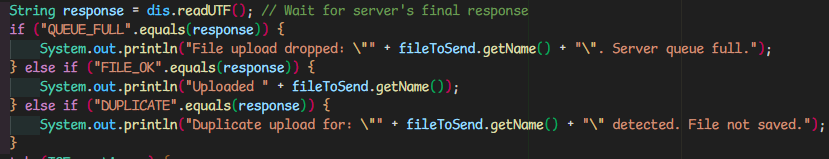 String response = dis.readUTF(); // Wait for server's final response
if ("QUEUE_FULL".equals(response)) {
    System.out.println("File upload dropped: \"" + fileToSend.getName() + "\". Server queue full.");
} else if ("FILE_OK".equals(response)) {
    System.out.println("Uploaded " + fileToSend.getName());
} else if ("DUPLICATE".equals(response)) {
    System.out.println("Duplicate upload for: \"" + fileToSend.getName() + "\" detected. File not saved.");
}